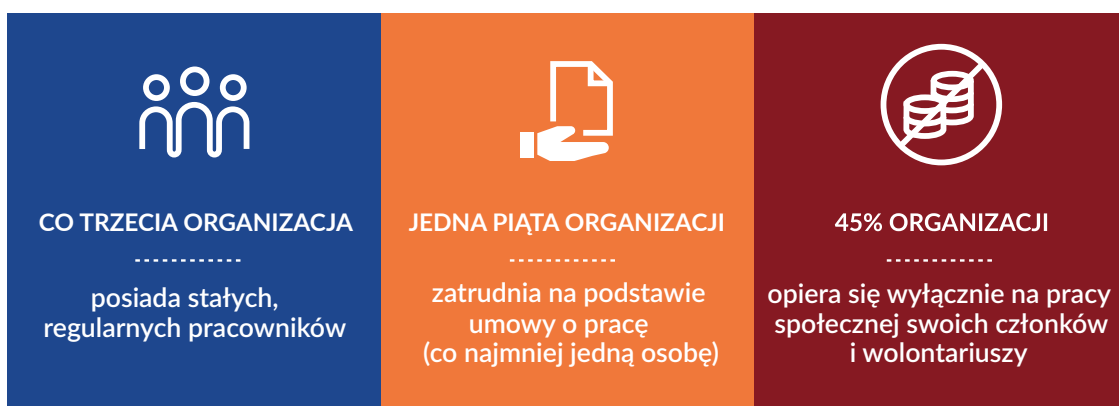 CO TRZECIA ORGANIZACJA
posiada stałych,
regularnych pracowników
JEDNA PIĄTA ORGANIZACJI
zatrudnia na podstawie
umowy o pracę
(co najmniej jedną osobę)
45% ORGANIZACJI
opiera się wyłącznie na pracy
społecznej swoich członków
i wolontariuszy